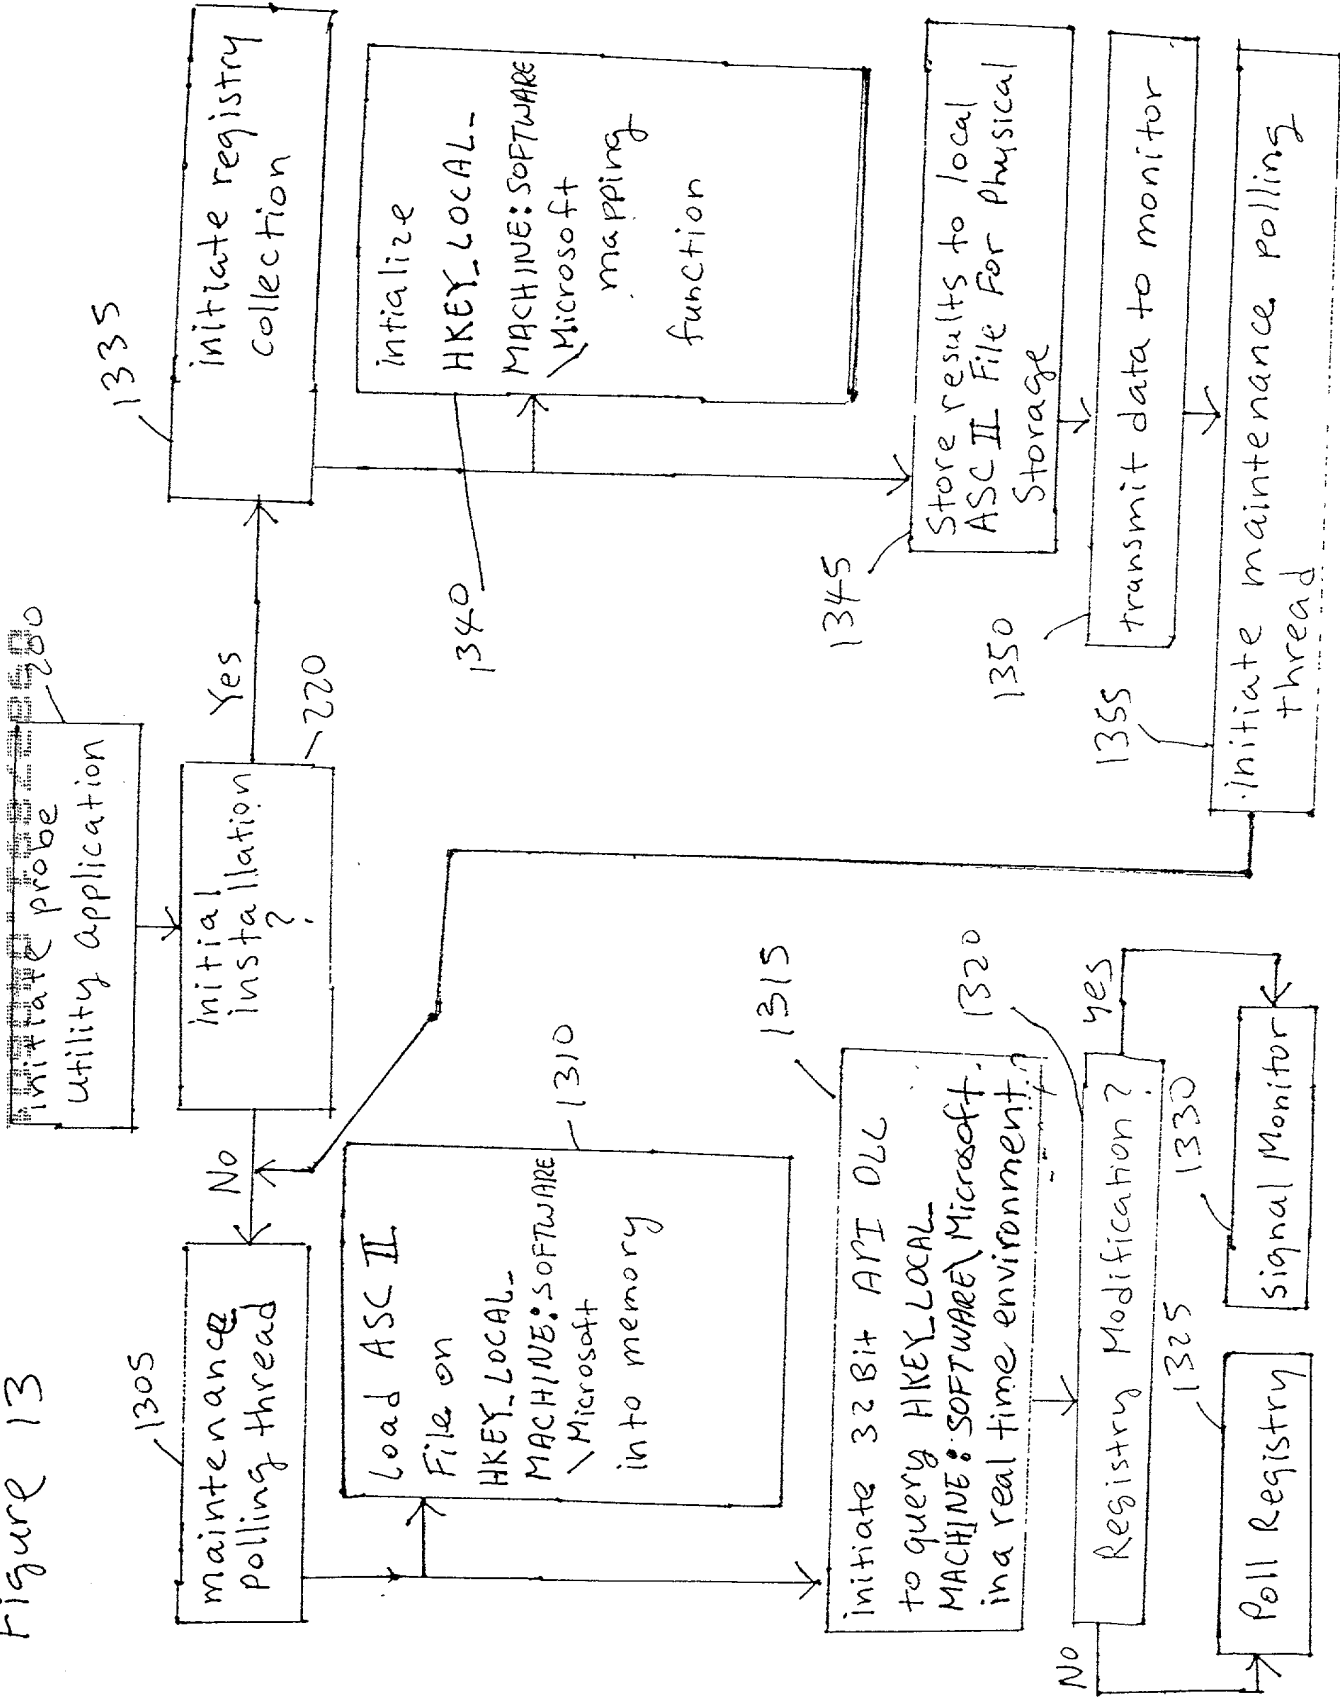 Figure 13
200
initiate probe
utility application
initial
installation
?
220
Yes
No
1305
maintenance
polling thread
Load ASC II
File on
HKEY_LOCAL_
MACHINE:SOFTWARE
\Microsoft
into memory
1310
1315
initiate 32 Bit API DLL
to query HKEY_LOCAL_
MACHINE:SOFTWARE\Microsoft
in a real time environment.
1320
Registry Modification?
No
yes
1325
Poll Registry
1330
Signal Monitor
1335
initiate registry
collection
intialize
HKEY_LOCAL_
MACHINE:SOFTWARE
\Microsoft
mapping
function
1340
1345
Store results to local
ASC II File For Physical
Storage
1350
transmit data to monitor
1355
initiate maintenance polling
thread